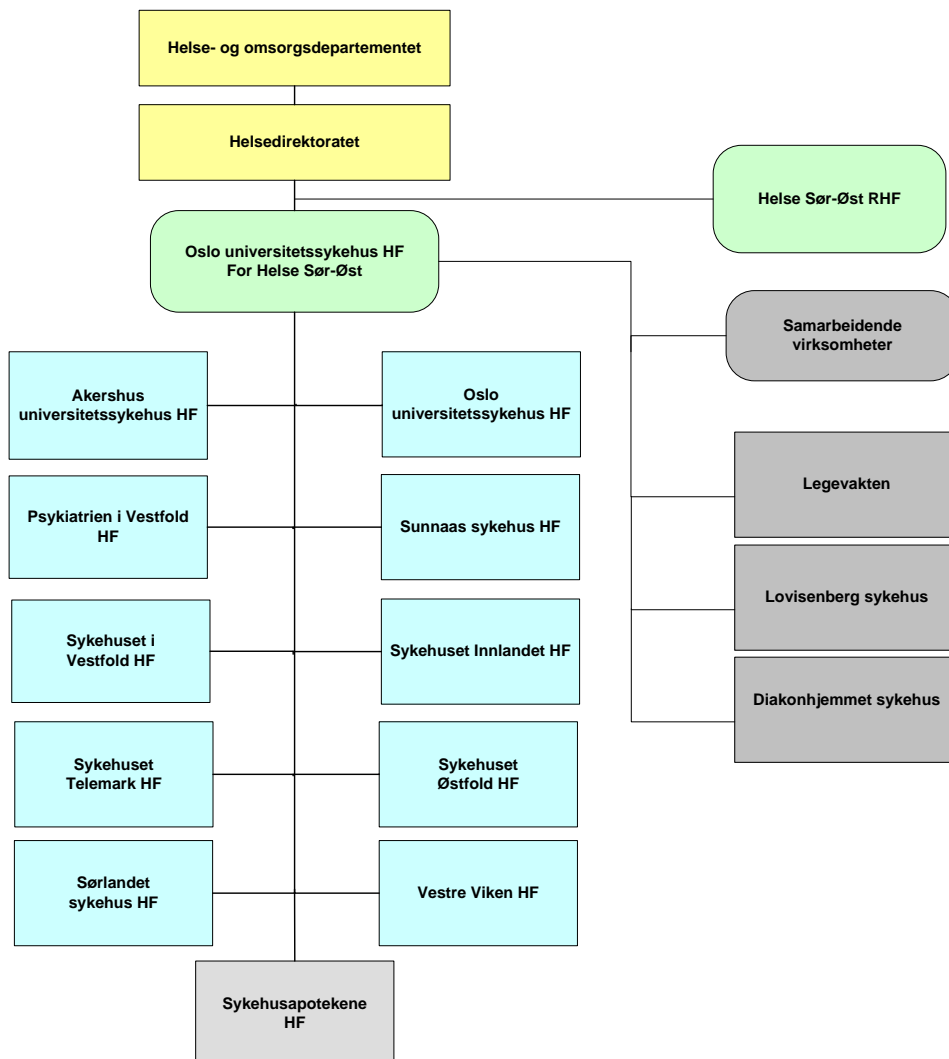 Helse- og omsorgsdepartementet
Helsedirektoratet
Helse Sør-Øst RHF
Oslo universitetssykehus HF
For Helse Sør-Øst
Samarbeidende
virksomheter
Akershus
universitetssykehus HF
Oslo
universitetssykehus HF
Legevakten
Psykiatrien i Vestfold
HF
Sunnaas sykehus HF
Lovisenberg sykehus
Sykehuset i
Vestfold HF
Sykehuset Innlandet HF
Diakonhjemmet sykehus
Sykehuset
Telemark HF
Sykehuset
Østfold HF
Sørlandet
sykehus HF
Vestre Viken HF
Sykehusapotekene
HF